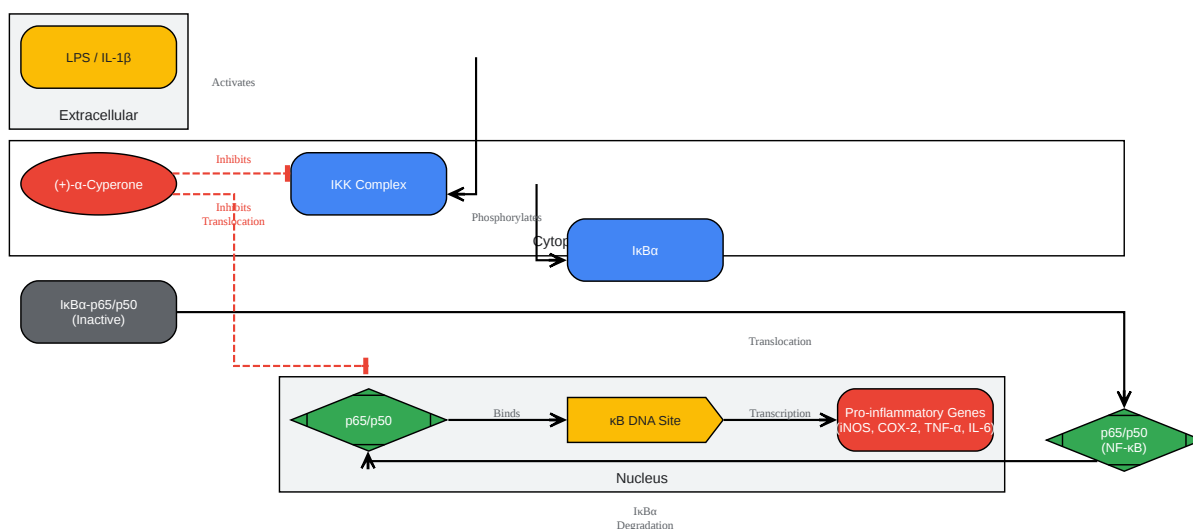 LPS / IL-1β
Activates
Extracellular
Inhibits
(+)-α-Cyperone
IKK Complex
Inhibits
Translocation
Phosphorylates
Cytop
IκBα
IκBα-p65/p50
(Inactive)
Translocation
p65/p50
Binds
κB DNA Site
Transcription
Pro-inflammatory Genes
(iNOS, COX-2, TNF-α, IL-6)
p65/p50
(NF-κB)
Nucleus
IκBα
Degradation